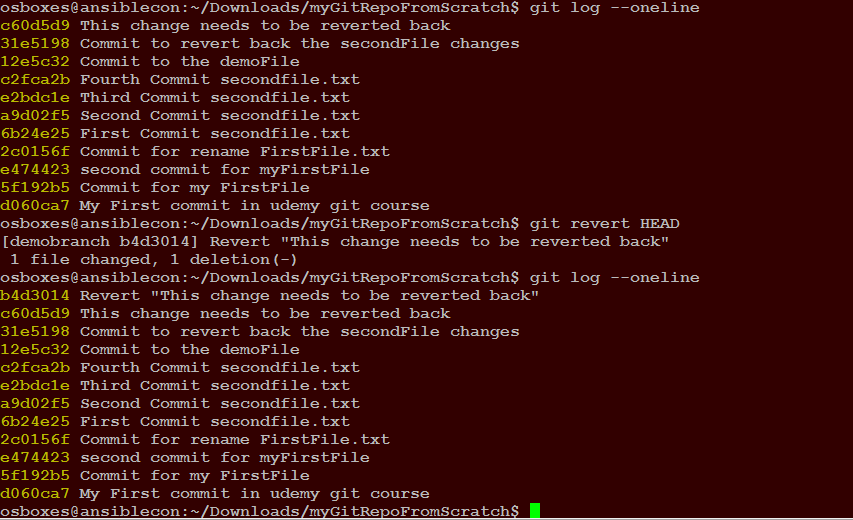 osboxes@ansiblecon:~/Downloads/myGitRepoFromScratch$ git log --oneline
c60d5d9 This change needs to be reverted back
31e5198 Commit to revert back the secondFile changes
12e5c32 Commit to the demoFile
c2fca2b Fourth Commit secondfile.txt
e2bdc1e Third Commit secondfile.txt
a9d02f5 Second Commit secondfile.txt
6b24e25 First Commit secondfile.txt
2c0156f Commit for rename FirstFile.txt
e474423 second commit for myFirstFile
5f192b5 Commit for my FirstFile
d060ca7 My First commit in udemy git course
osboxes@ansiblecon:~/Downloads/myGitRepoFromScratch$ git revert HEAD
[demobranch b4d3014] Revert "This change needs to be reverted back"
 1 file changed, 1 deletion(-)
osboxes@ansiblecon:~/Downloads/myGitRepoFromScratch$ git log --oneline
b4d3014 Revert "This change needs to be reverted back"
c60d5d9 This change needs to be reverted back
31e5198 Commit to revert back the secondFile changes
12e5c32 Commit to the demoFile
c2fca2b Fourth Commit secondfile.txt
e2bdc1e Third Commit secondfile.txt
a9d02f5 Second Commit secondfile.txt
6b24e25 First Commit secondfile.txt
2c0156f Commit for rename FirstFile.txt
e474423 second commit for myFirstFile
5f192b5 Commit for my FirstFile
d060ca7 My First commit in udemy git course
osboxes@ansiblecon:~/Downloads/myGitRepoFromScratch$